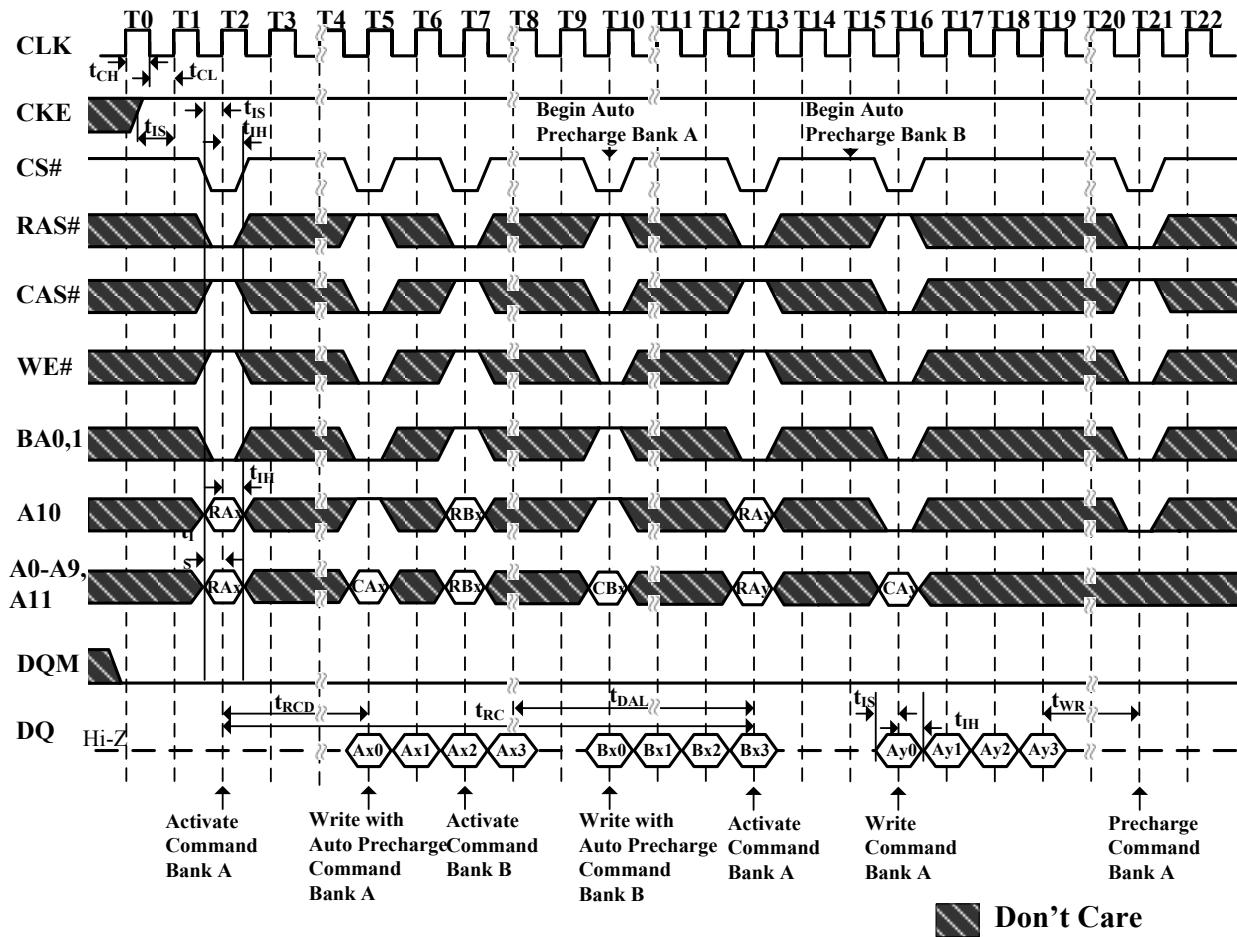 T0 T1 T2 T3 T4 T5 T6 T7 T8 T9 T10 T11 T12 T13 T14 T15 T16 T17 T18 T19 T20 T21 T22
CLK
tCH tCL
CKE
tIS tIS
tIH
Begin Auto
Precharge Bank A
Begin Auto
Precharge Bank B
CS#
RAS#
CAS#
WE#
BA0,1
tIH
A10
RAx RBx RAy
tI
s
A0-A9,
A11
RAx CAx RBx CBx RAy CAy
DQM
tRCD tRC tDAL tIS tIH tWR
DQ
Hi-Z
Ax0 Ax1 Ax2 Ax3 Bx0 Bx1 Bx2 Bx3 Ay0 Ay1 Ay2 Ay3
Activate
Command
Bank A
Write with
Auto Precharge
Command
Bank A
Activate
Command
Bank B
Write with
Auto Precharge
Command
Bank B
Activate
Command
Bank A
Write
Command
Bank A
Precharge
Command
Bank A
Don't Care